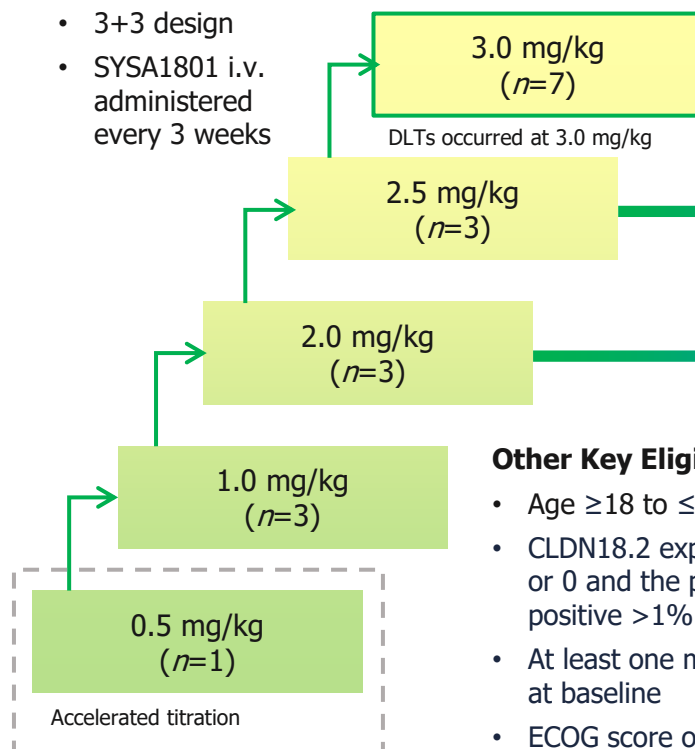 • 3+3 design
• SYSA1801 i.v.
administered
every 3 weeks
3.0 mg/kg
(n=7)
DLTs occurred at 3.0 mg/kg
2.5 mg/kg
(n=3)
2.0 mg/kg
(n=3)
1.0 mg/kg
(n=3)
0.5 mg/kg
(n=1)
Accelerated titration
Other Key Eligi
• Age ≥18 to ≤
• CLDN18.2 exp
or 0 and the p
positive >1%
• At least one m
at baseline
• ECOG score o